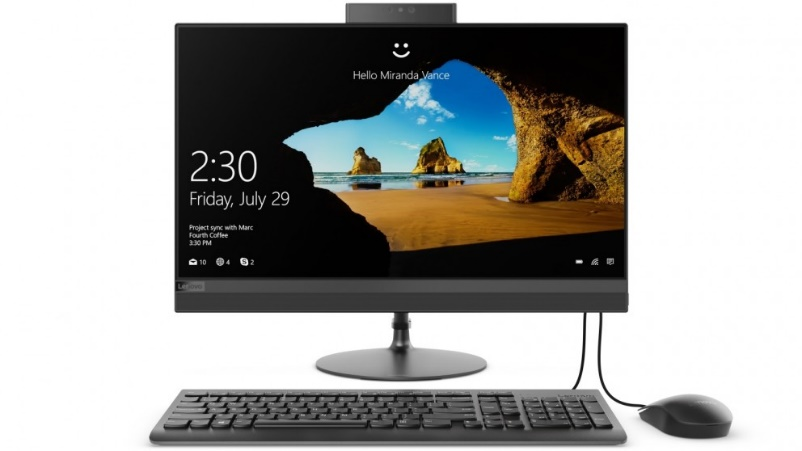 Hello Miranda Vance
2:30
Friday, July 29
Project sync with Marc
Fourth Coffee
3:30 PM
10 4 2
Lenovo